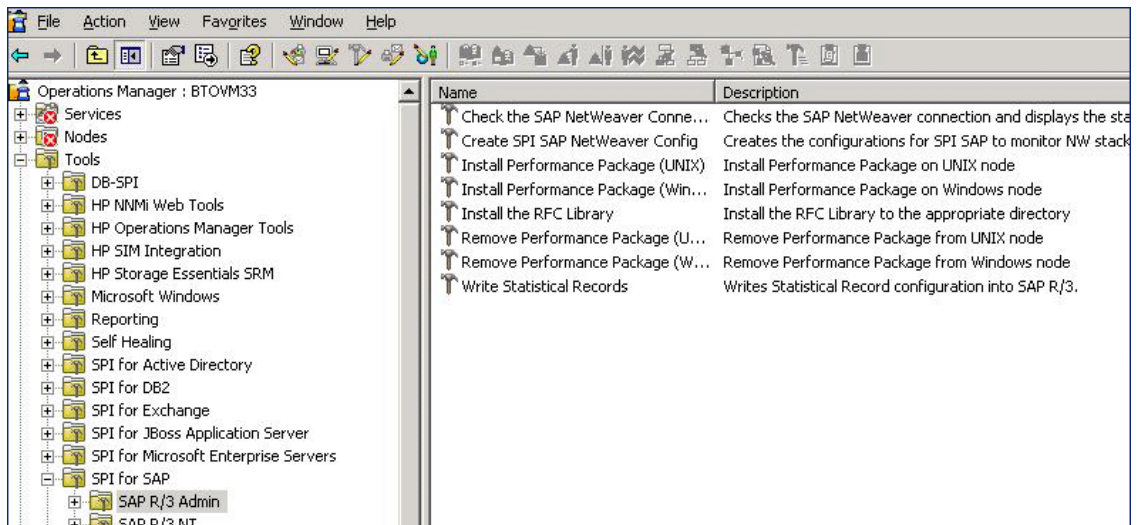 File Action View Favorites Window Help
Operations Manager : BTOVM33
Services
Nodes
Tools
DB-SPI
HP NNMi Web Tools
HP Operations Manager Tools
HP SIM Integration
HP Storage Essentials SRM
Microsoft Windows
Reporting
Self Healing
SPI for Active Directory
SPI for DB2
SPI for Exchange
SPI for JBoss Application Server
SPI for Microsoft Enterprise Servers
SPI for SAP
SAP R/3 Admin
SAP R/3 NT
Name Description
Check the SAP NetWeaver Conne... Checks the SAP NetWeaver connection and displays the sta
Create SPI SAP NetWeaver Config Creates the configurations for SPI SAP to monitor NW stack
Install Performance Package (UNIX) Install Performance Package on UNIX node
Install Performance Package (Win... Install Performance Package on Windows node
Install the RFC Library Install the RFC Library to the appropriate directory
Remove Performance Package (U... Remove Performance Package from UNIX node
Remove Performance Package (W... Remove Performance Package from Windows node
Write Statistical Records Writes Statistical Record configuration into SAP R/3.